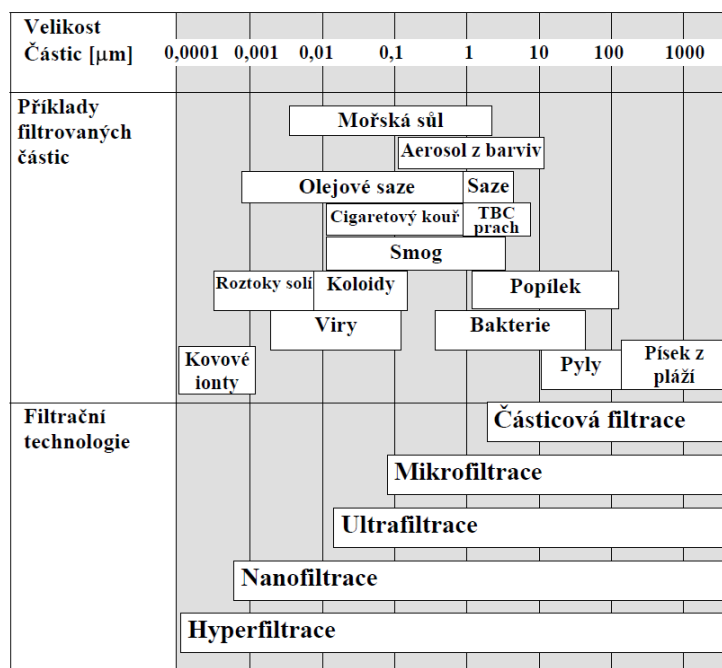 Velikost
Částic [µm]
0,0001 0,001 0,01 0,1 1 10 100 1000
Příklady
filtrovaných
částic
Mořská sůl
Aerosol z barviv
Olejové saze
Saze
Cigaretový kouř
TBC
prach
Smog
Roztoky solí
Koloidy
Popílek
Viry
Bakterie
Kovové
ionty
Pyly
Písek z
pláží
Filtrační
technologie
Částicová filtrace
Mikrofiltrace
Ultrafiltrace
Nanofiltrace
Hyperfiltrace